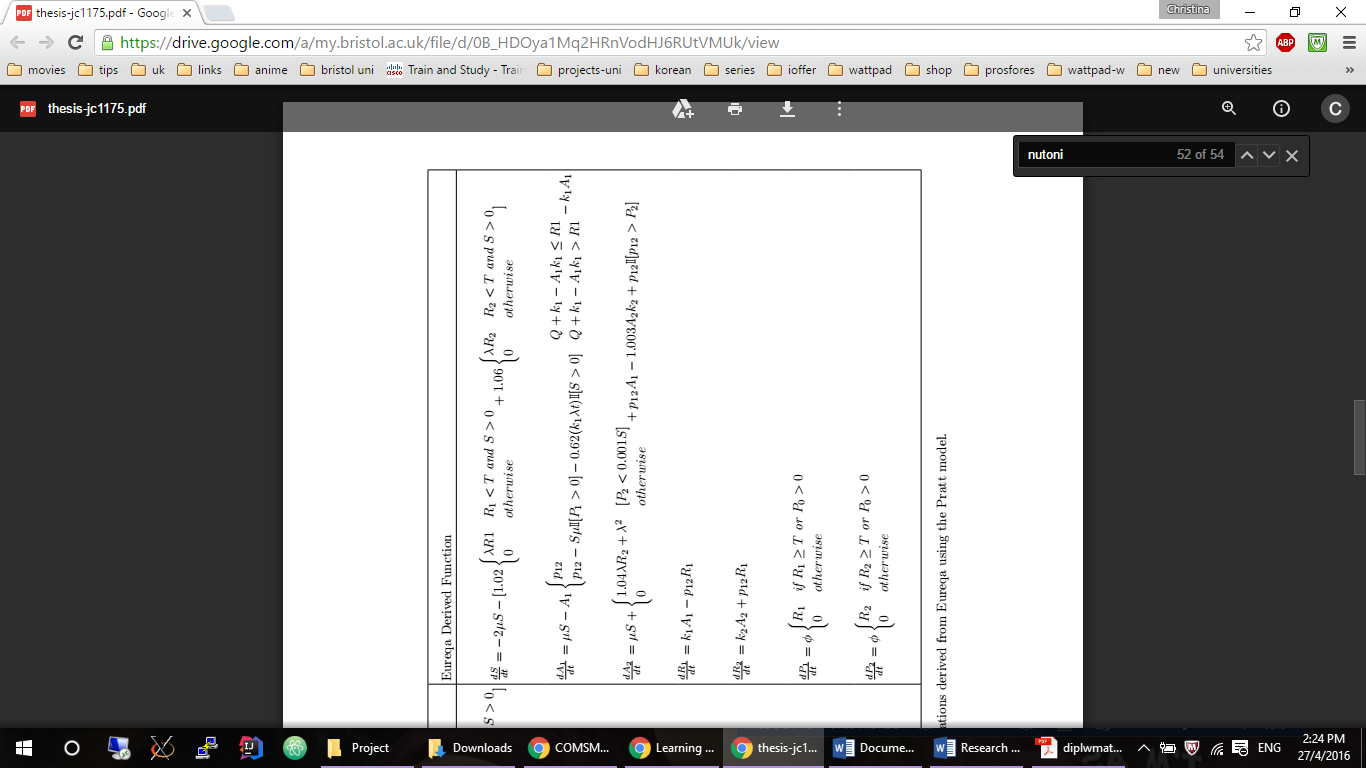 thesis-jc1175.pdf - Google
Christina
https://drive.google.com/a/my.bristol.ac.uk/file/d/0B_HDOya1Mq2HRnVodHJ6RUtVMUk/view
ABP
movies tips uk links anime bristol uni Train and Study - Train projects-uni korean series ioffer wattpad shop prosfores wattpad-w new universities »
PDF thesis-jc1175.pdf
C
nutoni 52 of 54
Eureqa Derived Function
S > 0]
dS/dt = −2μS − [1.02 { λR1 R₁ < T and S > 0 + 1.06 { λR₂ R₂ < T and S > 0 ]
0 otherwise 0 otherwise
dA₁/dt = μS − A₁ { p₁₂ Q + k₁ − A₁k₁ ≤ R1 − k₁A₁
p₁₂ − Sμ𝕀[P₁ > 0] − 0.62(k₁λt)𝕀[S > 0] Q + k₁ − A₁k₁ > R1
dA₂/dt = μS + { 1.04λR₂ + λ² [P₂ < 0.001S] + p₁₂A₁ − 1.003A₂k₂ + p₁₂𝕀[p₁₂ > P₂]
0 otherwise
dR₁/dt = k₁A₁ − p₁₂R₁
dR₂/dt = k₂A₂ + p₁₂R₁
dP₁/dt = φ { R₁ if R₁ ≥ T or P₀ > 0
0 otherwise
dP₂/dt = φ { R₂ if R₂ ≥ T or P₀ > 0
0 otherwise
ations derived from Eureqa using the Pratt model.
Project Downloads COMSM... Learning ... thesis-jc1... Docume... Research ... diplwmat...
ENG
2:24 PM
27/4/2016